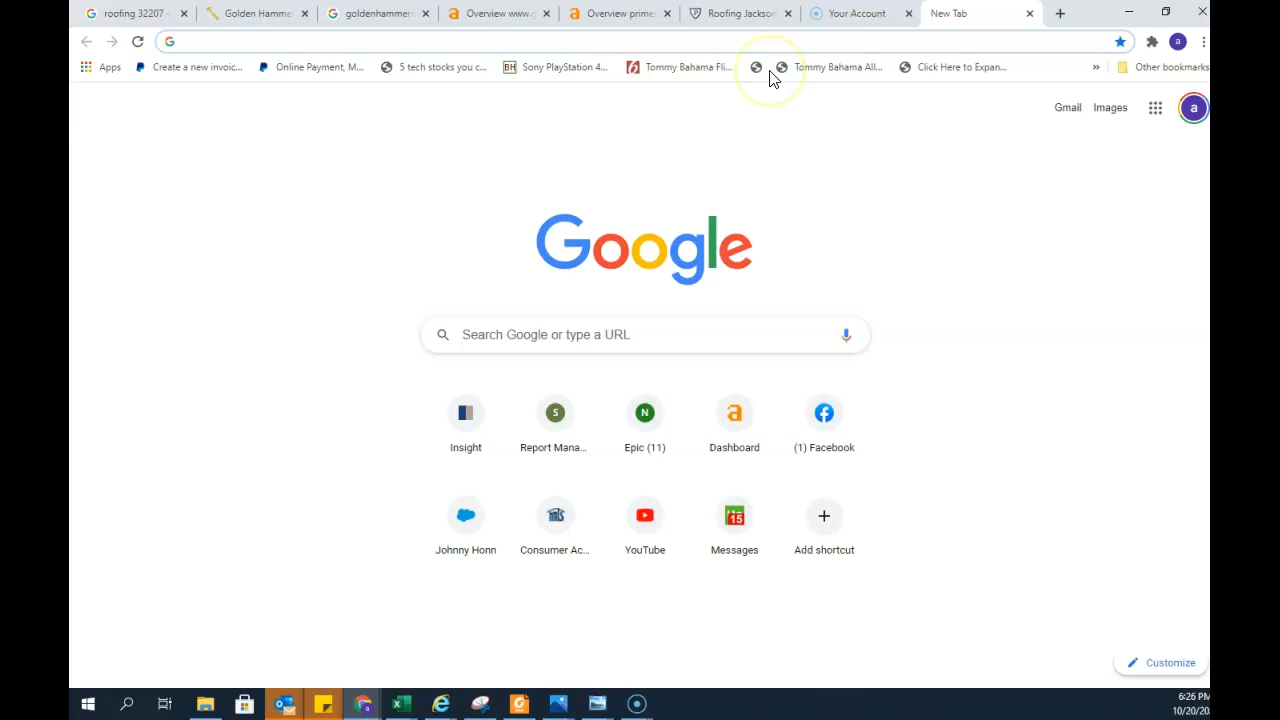 roofing 32207 -
Golden Hamme
goldenhammer
Overview www.g
Overview prime
Roofing Jackson
Your Account
New Tab
a
Apps
Create a new invoic...
Online Payment, M...
5 tech stocks you c...
BH Sony PlayStation 4...
Tommy Bahama Fli...
Tommy Bahama All...
Click Here to Expan...
»
Other bookmarks
Gmail
Images
a
Google
Search Google or type a URL
S
N
a
Insight
Report Mana...
Epic (11)
Dashboard
(1) Facebook
15
Johnny Honn
Consumer Ac...
YouTube
Messages
Add shortcut
Customize
6:26 PM
10/20/20